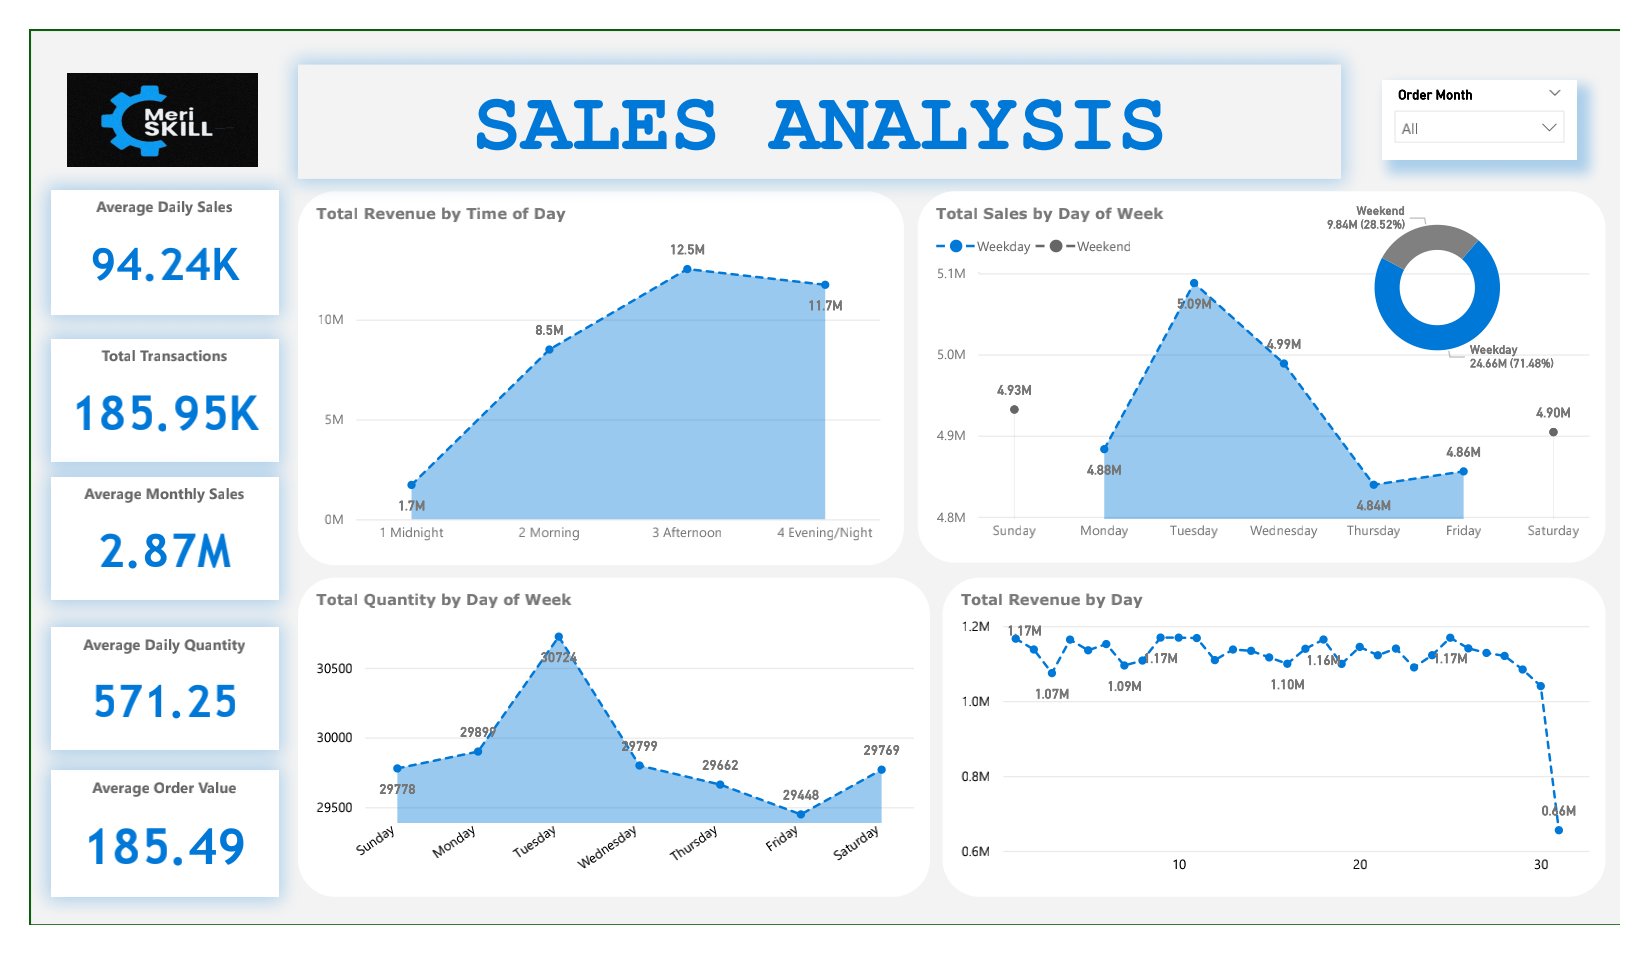 Meri
SKILL
SALES ANALYSIS
Order Month
All
Average Daily Sales
94.24K
Total Transactions
185.95K
Average Monthly Sales
2.87M
Average Daily Quantity
571.25
Average Order Value
185.49
Total Revenue by Time of Day
12.5M
11.7M
10M
8.5M
5M
1.7M
0M
1 Midnight 2 Morning 3 Afternoon 4 Evening/Night
Total Sales by Day of Week
Weekday Weekend
Weekend
9.84M (28.52%)
Weekday
24.66M (71.48%)
5.1M
5.09M
5.0M
4.99M
4.93M
4.90M
4.9M
4.88M
4.86M
4.84M
4.8M
Sunday Monday Tuesday Wednesday Thursday Friday Saturday
Total Quantity by Day of Week
30500
30724
30000
29899
29799
29769
29662
29778
29448
29500
Sunday Monday Tuesday Wednesday Thursday Friday Saturday
Total Revenue by Day
1.2M
1.17M
1.17M
1.16M
1.17M
1.07M
1.09M
1.10M
1.0M
0.8M
0.66M
0.6M
10 20 30